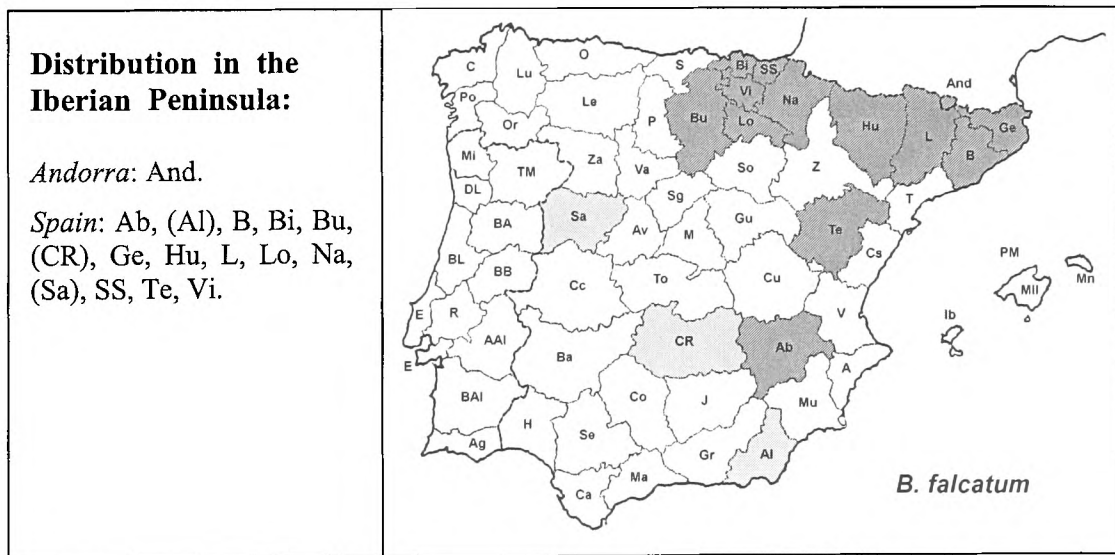 Distribution in the
Iberian Peninsula:
Andorra: And.
Spain: Ab, (Al), B, Bi, Bu,
(CR), Ge, Hu, L, Lo, Na,
(Sa), SS, Te, Vi.
C
Lu
O
S
Bi
SS
And
Po
Le
Vi
Na
Or
P
Bu
Lo
Hu
L
Ge
B
Mi
TM
Za
Va
So
Z
T
DL
Sg
BA
Sa
Av
M
Gu
Te
BL
BB
Cs
PM
Mn
Cc
To
Cu
Mll
E
R
V
Ib
AAl
CR
Ab
E
Ba
A
BAl
Co
J
Mu
H
Se
Ag
Gr
Al
Ma
Ca
B. falcatum